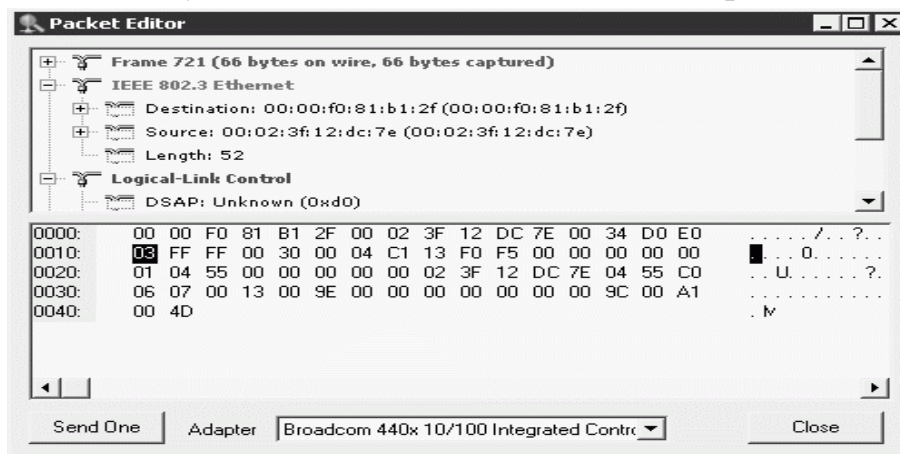 Packet Editor
Frame 721 (66 bytes on wire, 66 bytes captured)
IEEE 802.3 Ethernet
Destination: 00:00:f0:81:b1:2f (00:00:f0:81:b1:2f)
Source: 00:02:3f:12:dc:7e (00:02:3f:12:dc:7e)
Length: 52
Logical-Link Control
DSAP: Unknown (0xd0)
0000: 00 00 F0 81 B1 2F 00 02 3F 12 DC 7E 00 34 D0 E0 . . . . . / . . ? . .
0010: 03 FF FF 00 30 00 04 C1 13 F0 F5 00 00 00 00 00 . . . 0 . . . . . .
0020: 01 04 55 00 00 00 00 00 02 3F 12 DC 7E 04 55 C0 . . U . . . . . . ? .
0030: 06 07 00 13 00 9E 00 00 00 00 00 00 00 9C 00 A1 . . . . . . . . . . .
0040: 00 4D . M
Send One Adapter Broadcom 440x 10/100 Integrated Contrc Close